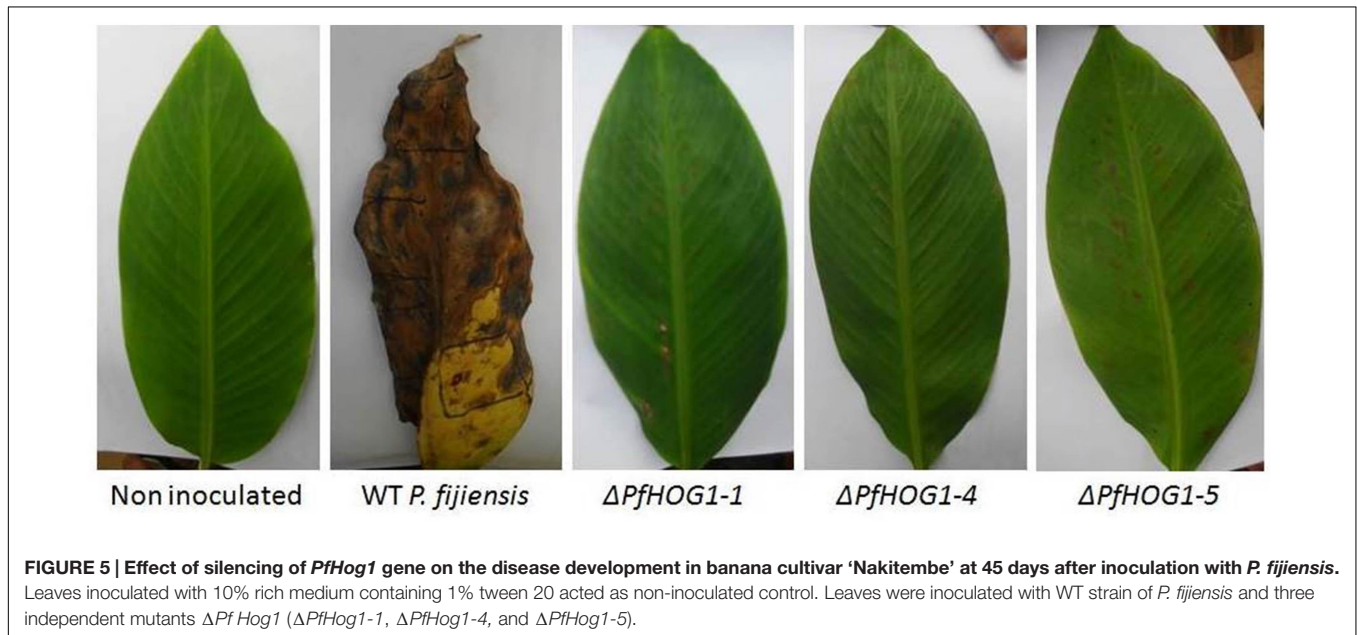 Non inoculated WT P. fijiensis ΔPfHOG1-1 ΔPfHOG1-4 ΔPfHOG1-5
FIGURE 5 | Effect of silencing of PfHog1 gene on the disease development in banana cultivar ‘Nakitembe’ at 45 days after inoculation with P. fijiensis.
Leaves inoculated with 10% rich medium containing 1% tween 20 acted as non-inoculated control. Leaves were inoculated with WT strain of P. fijiensis and three
independent mutants ΔPf Hog1 (ΔPfHog1-1, ΔPfHog1-4, and ΔPfHog1-5).